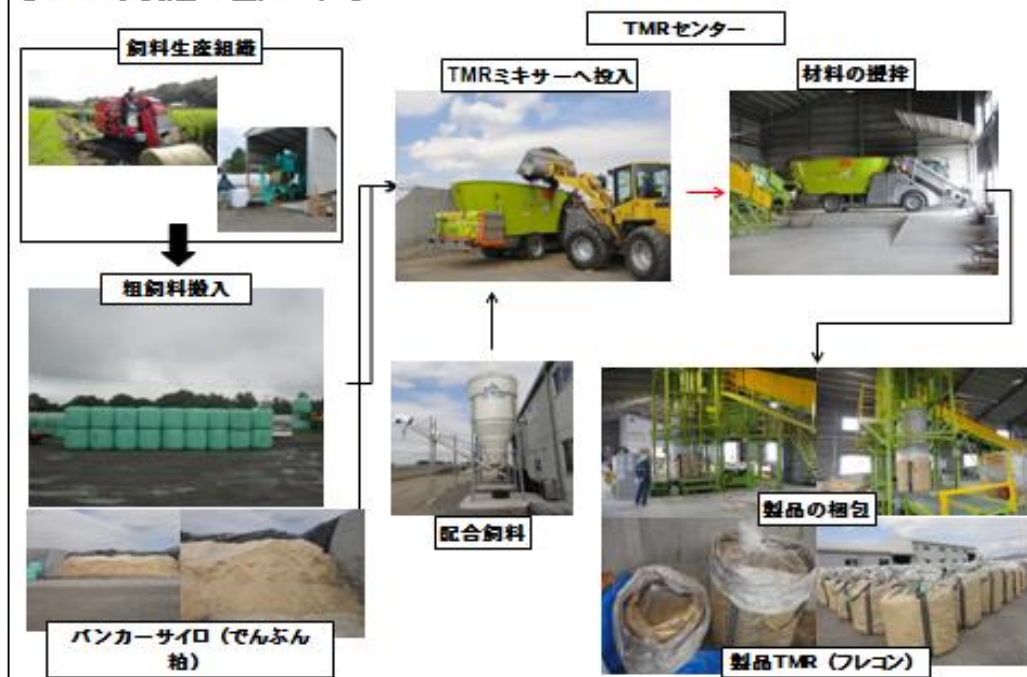 飼料生産組織
TMRセンター
TMRミキサーへ投入
材料の攪拌
粗飼料搬入
配合飼料
製品の梱包
バンカーサイロ（でんぷん
粕）
製品TMR（フレコン）